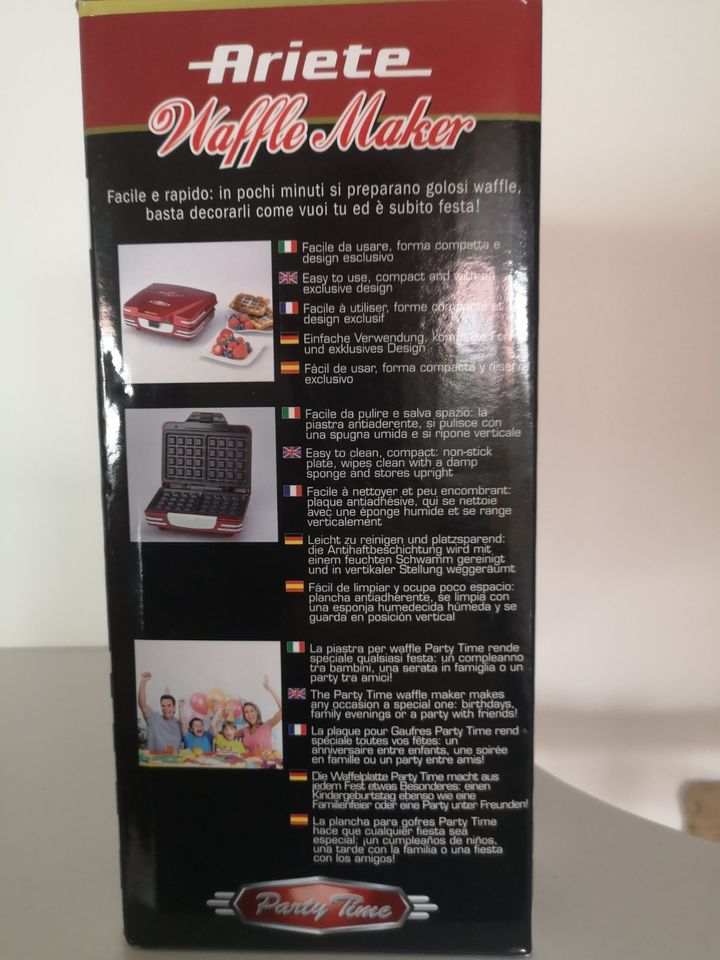 Ariete
Waffle Maker
Facile e rapido: in pochi minuti si preparano golosi waffle,
basta decorarli come vuoi tu ed è subito festa!
Facile da usare, forma compatta e
design esclusivo
Easy to use, compact and with an
exclusive design
Facile à utiliser, forme compacte et
design exclusif
Einfache Verwendung, kompakte Form
und exklusives Design
Fácil de usar, forma compacta y diseño
exclusivo
Facile da pulire e salva spazio: la
piastra antiaderente, si pulisce con
una spugna umida e si ripone verticale
Easy to clean, compact: non-stick
plate, wipes clean with a damp
sponge and stores upright
Facile à nettoyer et peu encombrant:
plaque antiadhésive, qui se nettoie
avec une éponge humide et se range
verticalement
Leicht zu reinigen und platzsparend:
die Antihaftbeschichtung wird mit
einem feuchten Schwamm gereinigt
und in vertikaler Stellung weggeräumt
Fácil de limpiar y ocupa poco espacio:
plancha antiadherente, se limpia con
una esponja humedecida húmeda y se
guarda en posición vertical
La piastra per waffle Party Time rende
speciale qualsiasi festa: un compleanno
tra bambini, una serata in famiglia o un
party tra amici!
The Party Time waffle maker makes
any occasion a special one: birthdays,
family evenings or a party with friends!
La plaque pour Gaufres Party Time rend
spéciale toutes vos fêtes: un
anniversaire entre enfants, une soirée
en famille ou un party entre amis!
Die Waffelplatte Party Time macht aus
jedem Fest etwas Besonderes: einen
Kindergeburtstag ebenso wie eine
Familienfeier oder eine Party unter Freunden!
La plancha para gofres Party Time
hace que cualquier fiesta sea
especial: ¡un cumpleaños de niños,
una tarde con la familia o una fiesta
con los amigos!
Party Time